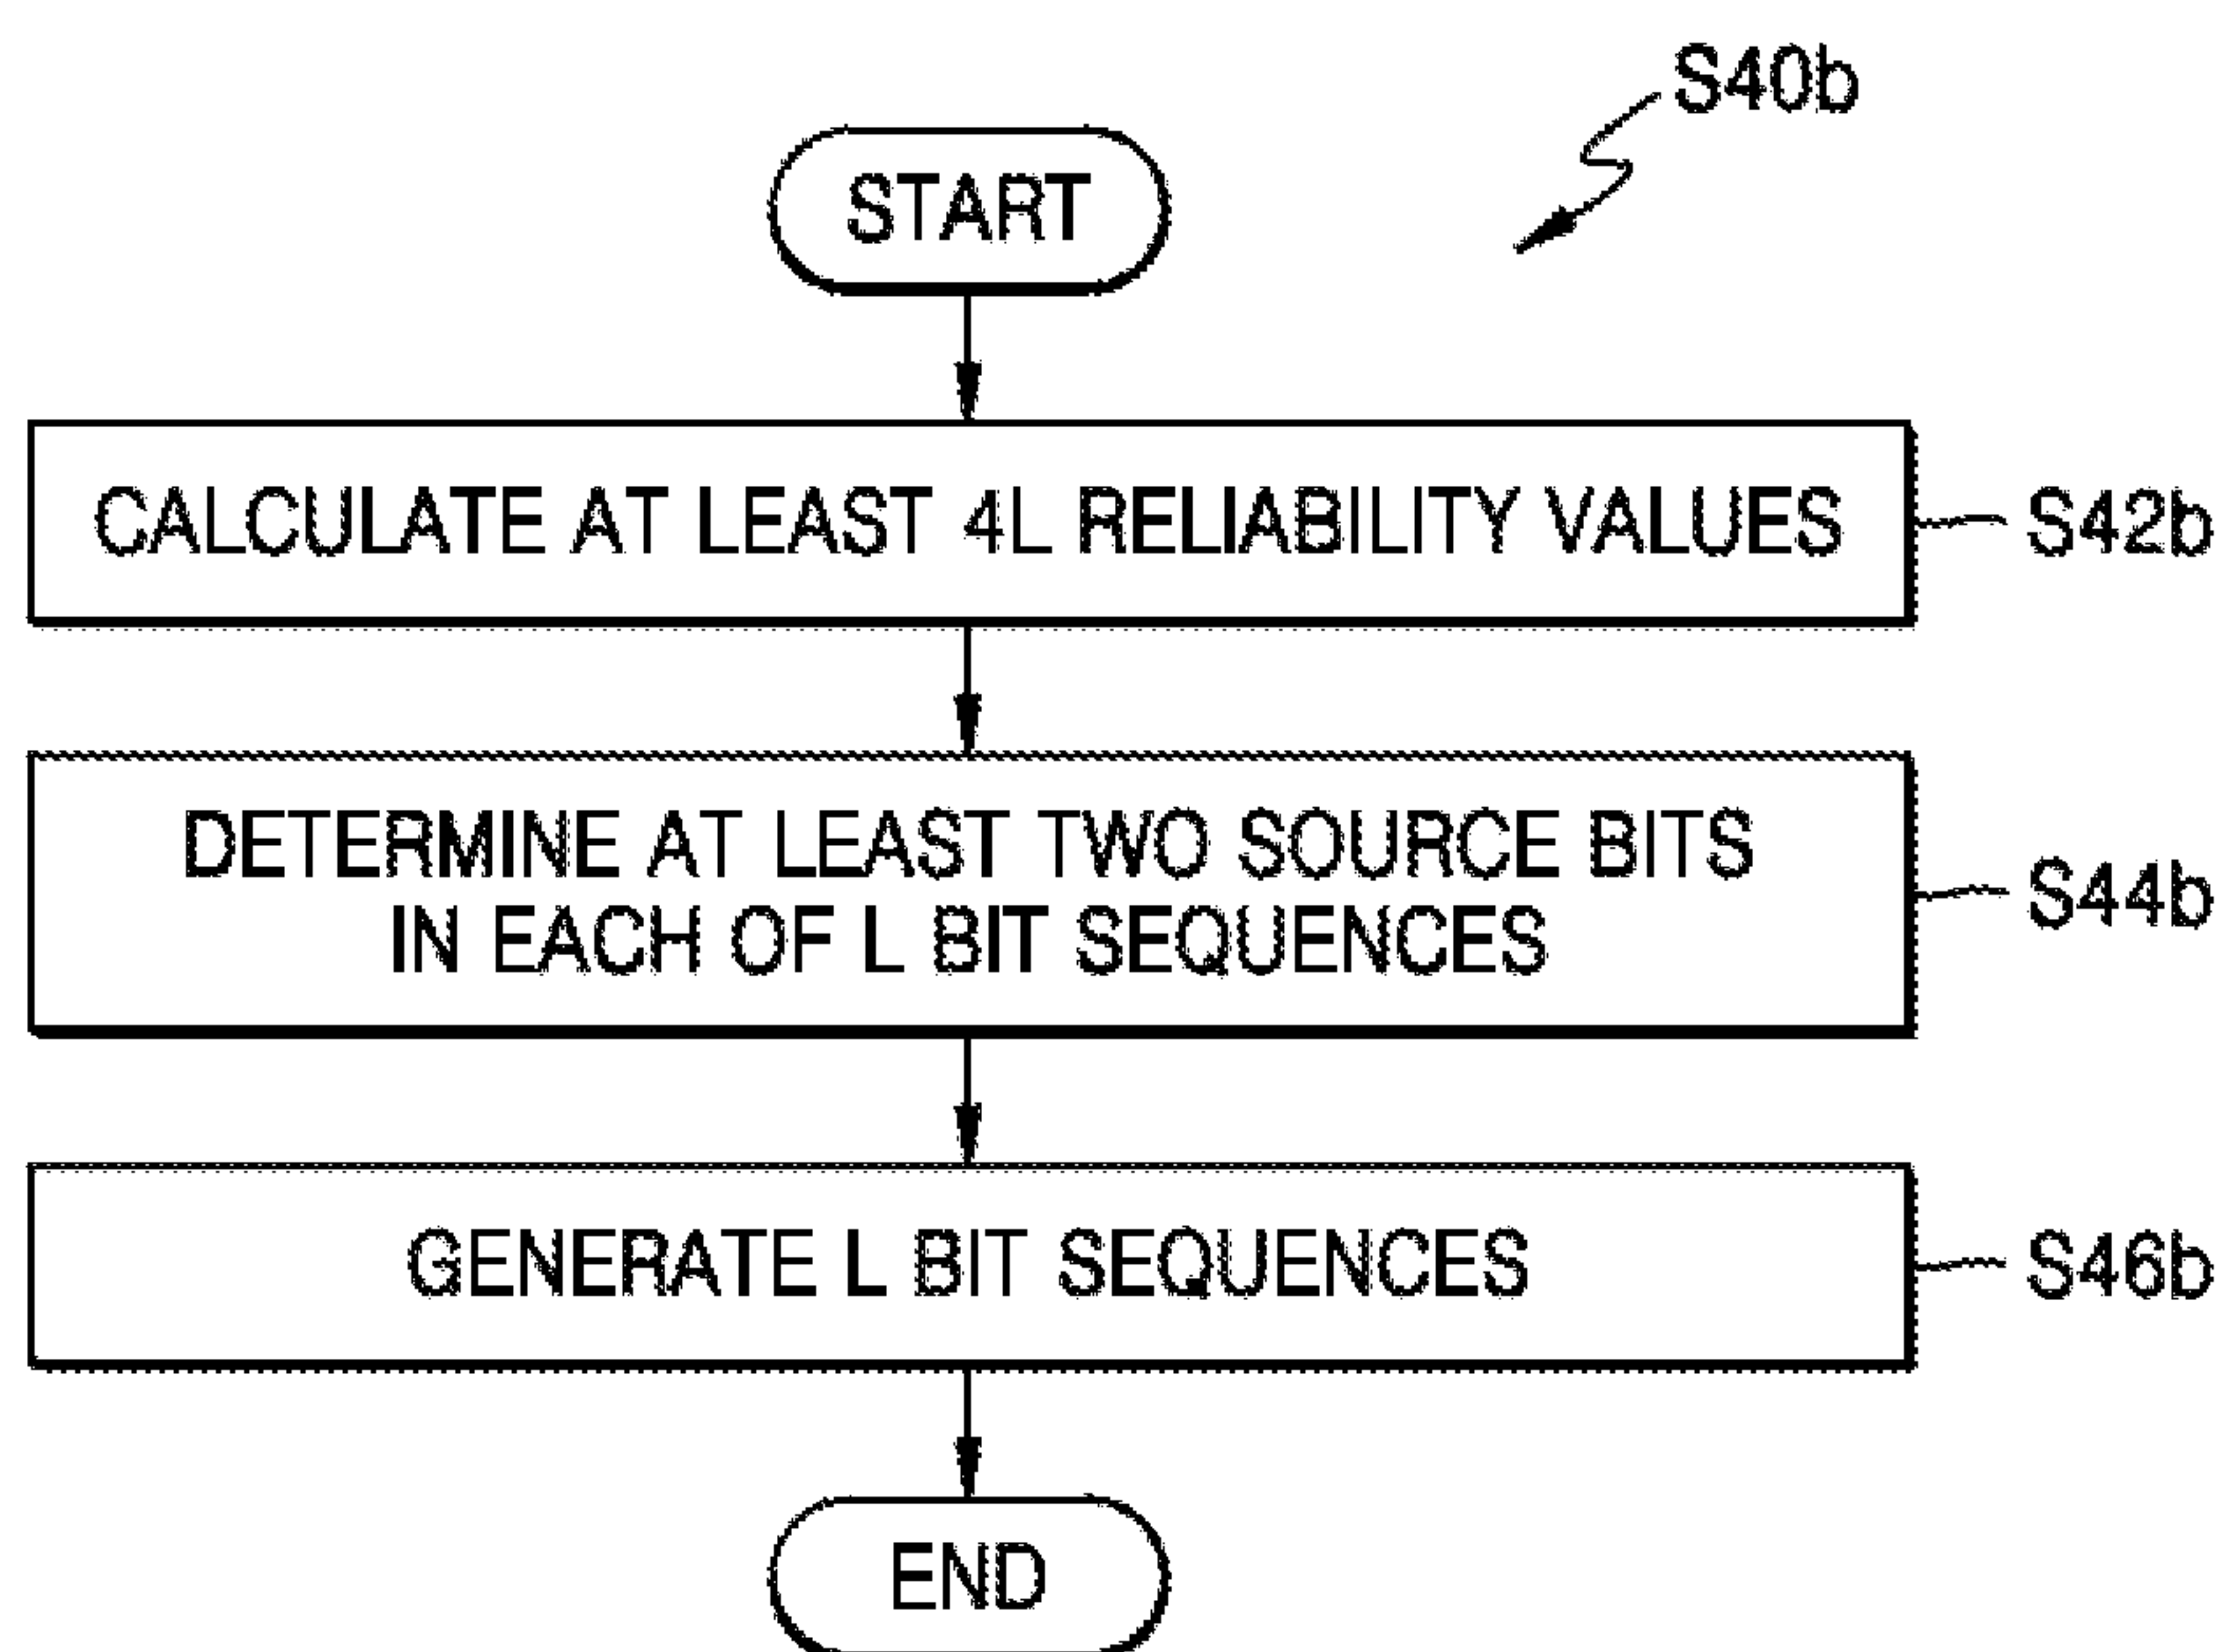 S40b
START
CALCULATE AT LEAST 4L RELIABILITY VALUES
S42b
DETERMINE AT LEAST TWO SOURCE BITS
IN EACH OF L BIT SEQUENCES
S44b
GENERATE L BIT SEQUENCES
S46b
END